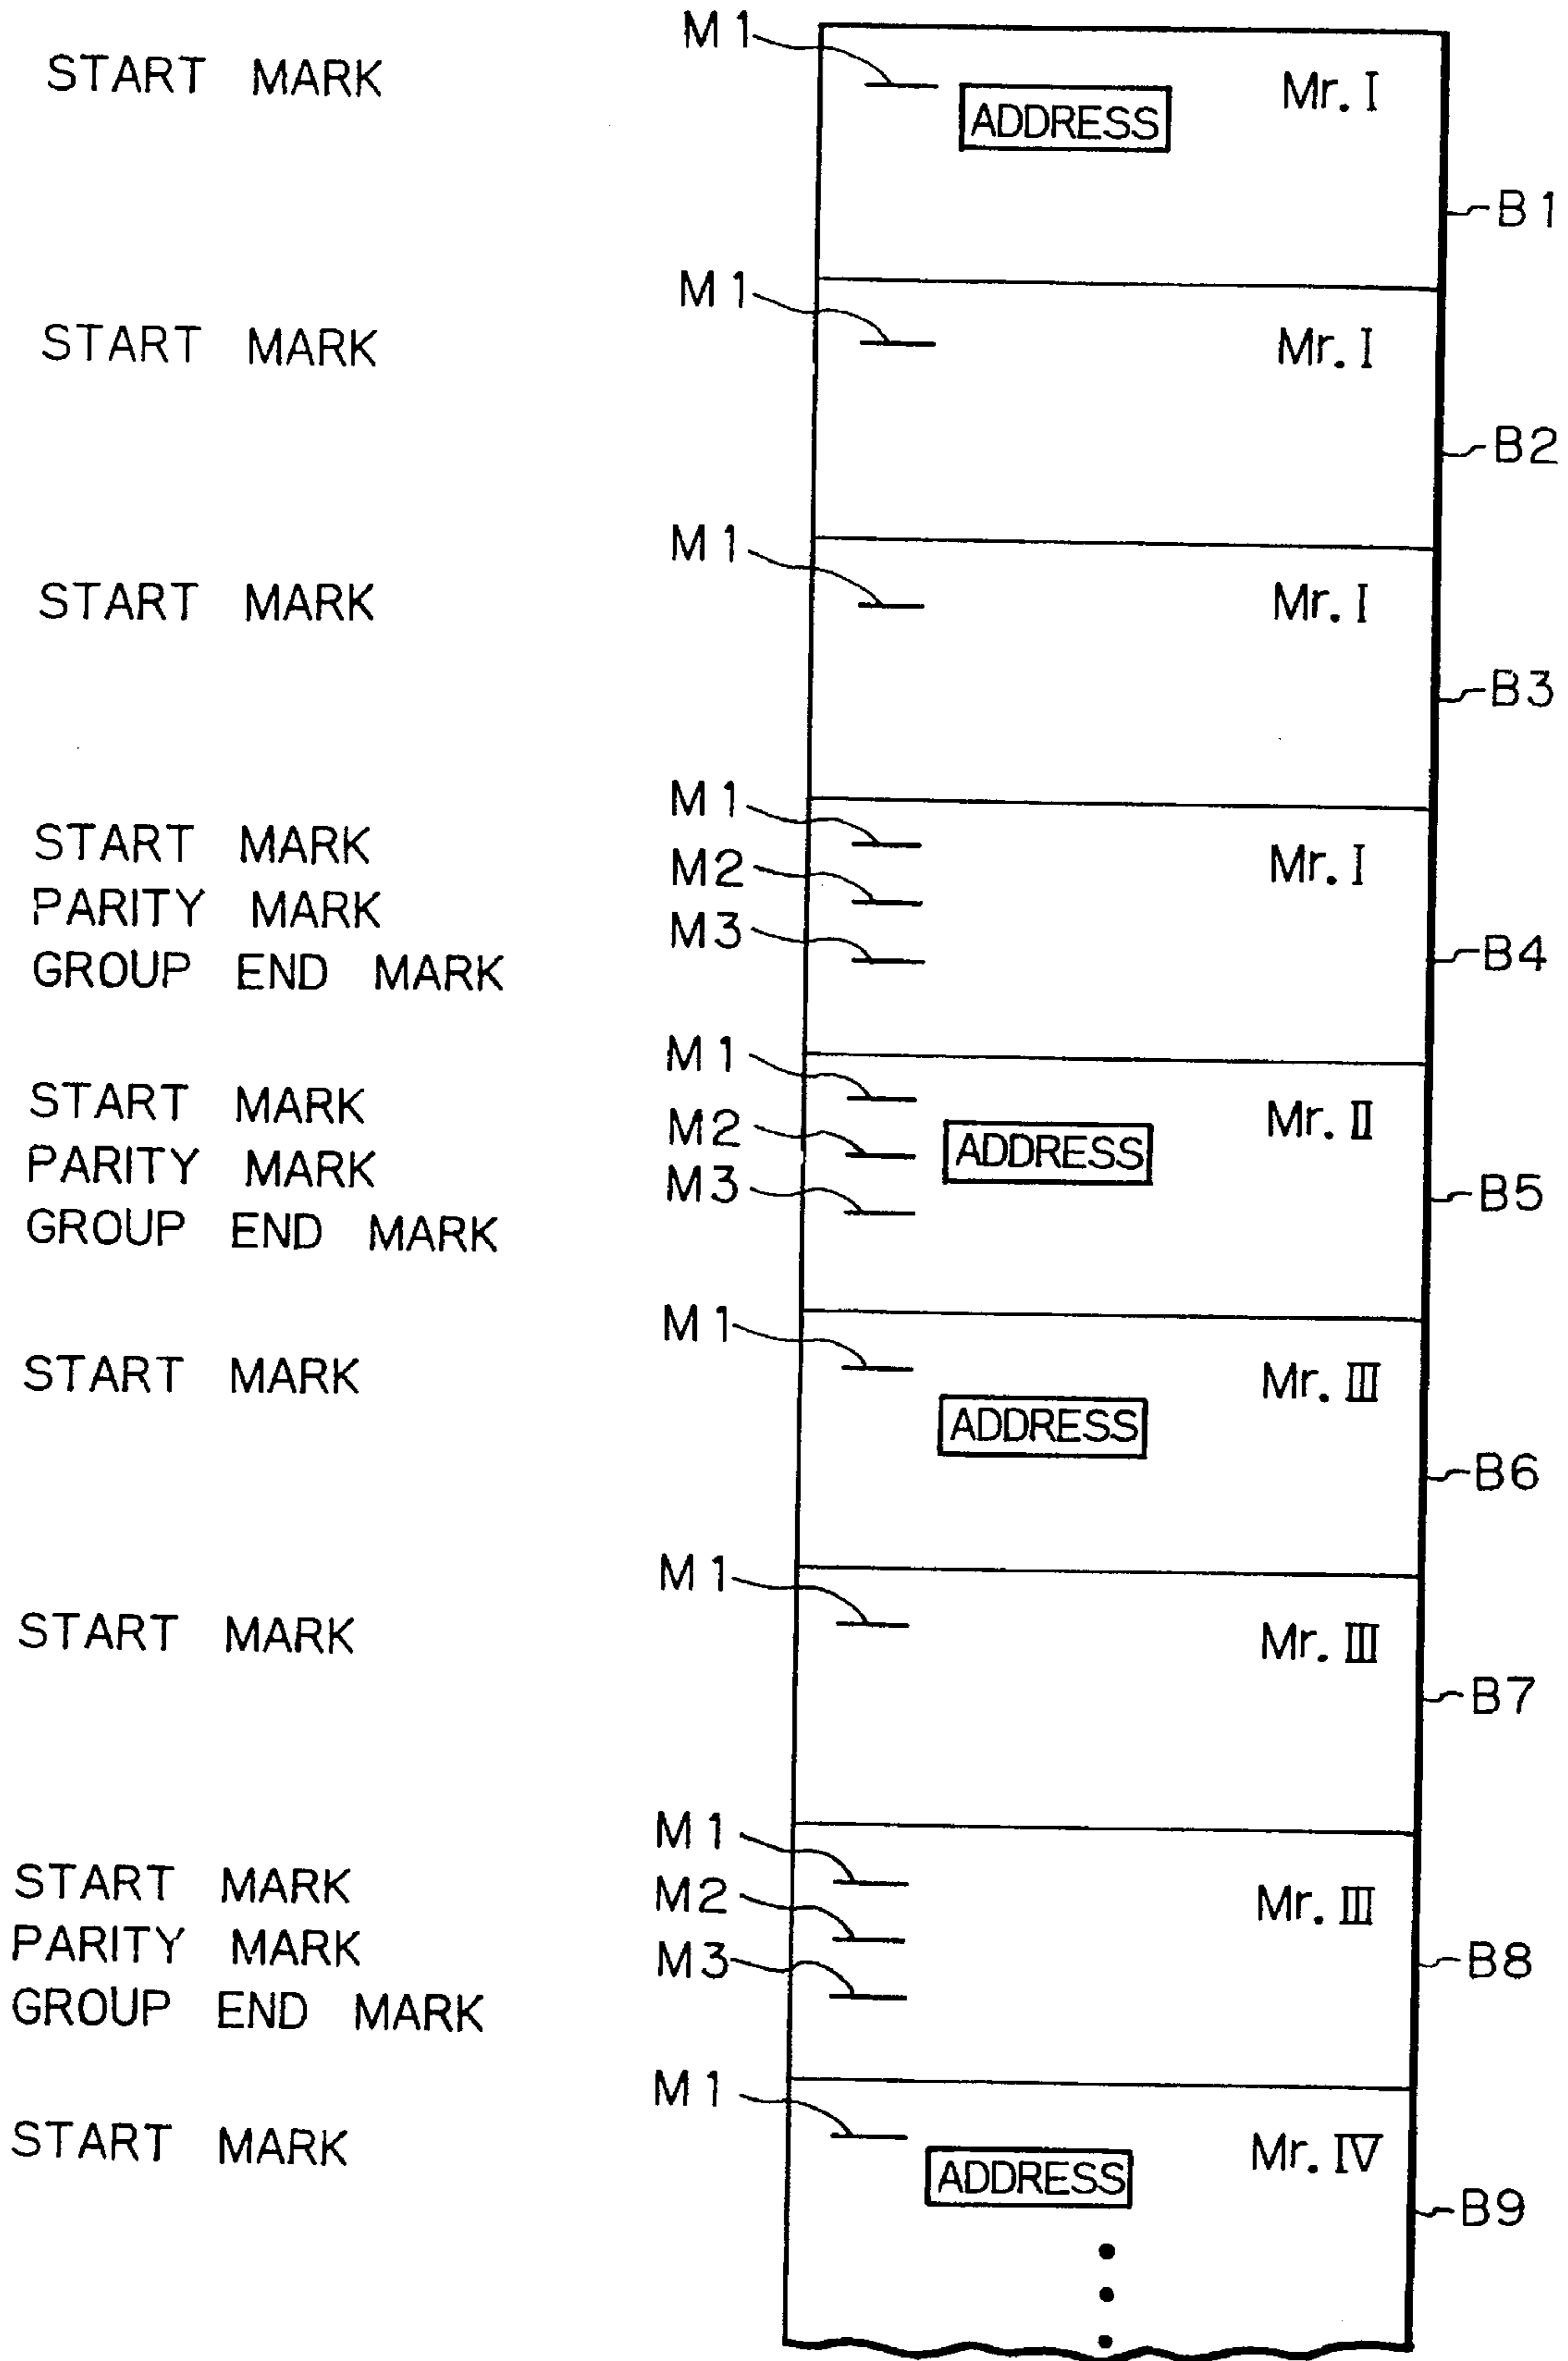 M1
START MARK
Mr. I
ADDRESS
B1
M1
START MARK
Mr. I
B2
M1
START MARK
Mr. I
B3
M1
START MARK
Mr. I
M2
PARITY MARK
M3
GROUP END MARK
B4
M1
START MARK
Mr. II
M2
ADDRESS
PARITY MARK
M3
B5
GROUP END MARK
M1
START MARK
Mr. III
ADDRESS
B6
M1
START MARK
Mr. III
B7
M1
START MARK
M2
Mr. III
PARITY MARK
M3
B8
GROUP END MARK
M1
START MARK
Mr. IV
ADDRESS
B9